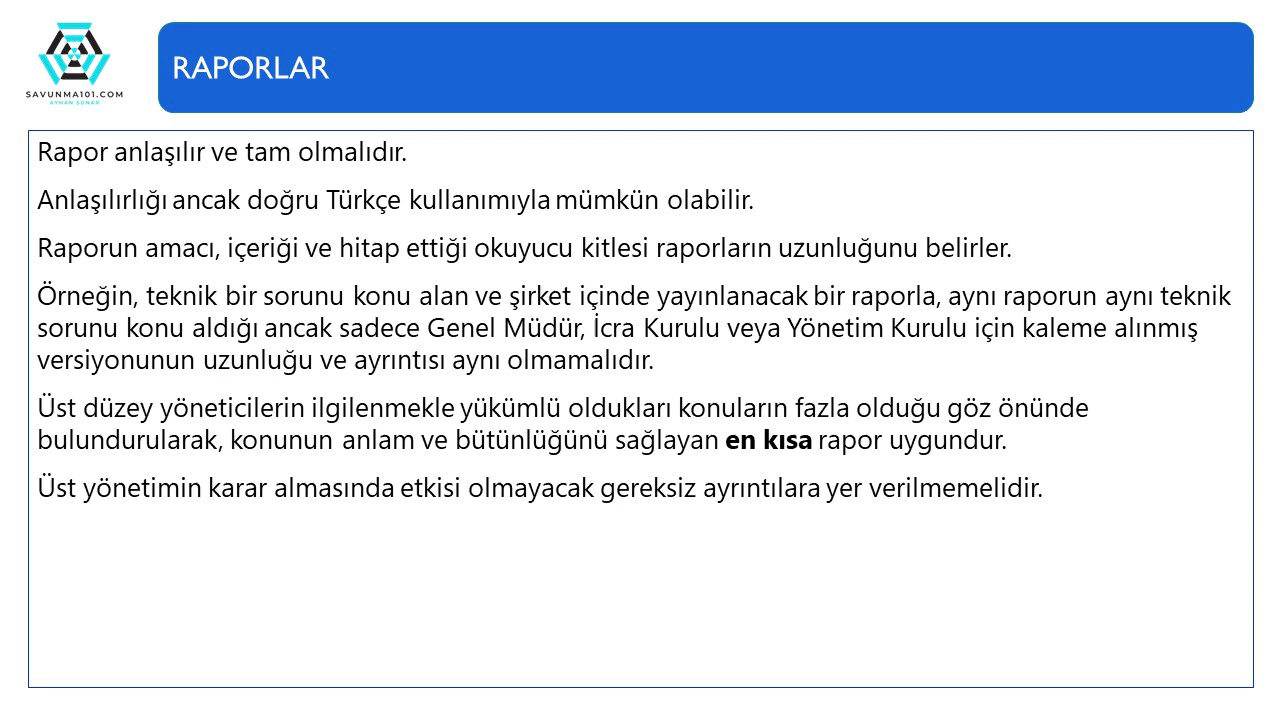 SAVUNMA101.COM
AYHAN SUNAR
RAPORLAR
Rapor anlaşılır ve tam olmalıdır.
Anlaşılırlığı ancak doğru Türkçe kullanımıyla mümkün olabilir.
Raporun amacı, içeriği ve hitap ettiği okuyucu kitlesi raporların uzunluğunu belirler.
Örneğin, teknik bir sorunu konu alan ve şirket içinde yayınlanacak bir raporla, aynı raporun aynı teknik
sorunu konu aldığı ancak sadece Genel Müdür, İcra Kurulu veya Yönetim Kurulu için kaleme alınmış
versiyonunun uzunluğu ve ayrıntısı aynı olmamalıdır.
Üst düzey yöneticilerin ilgilenmekle yükümlü oldukları konuların fazla olduğu göz önünde
bulundurularak, konunun anlam ve bütünlüğünü sağlayan en kısa rapor uygundur.
Üst yönetimin karar almasında etkisi olmayacak gereksiz ayrıntılara yer verilmemelidir.